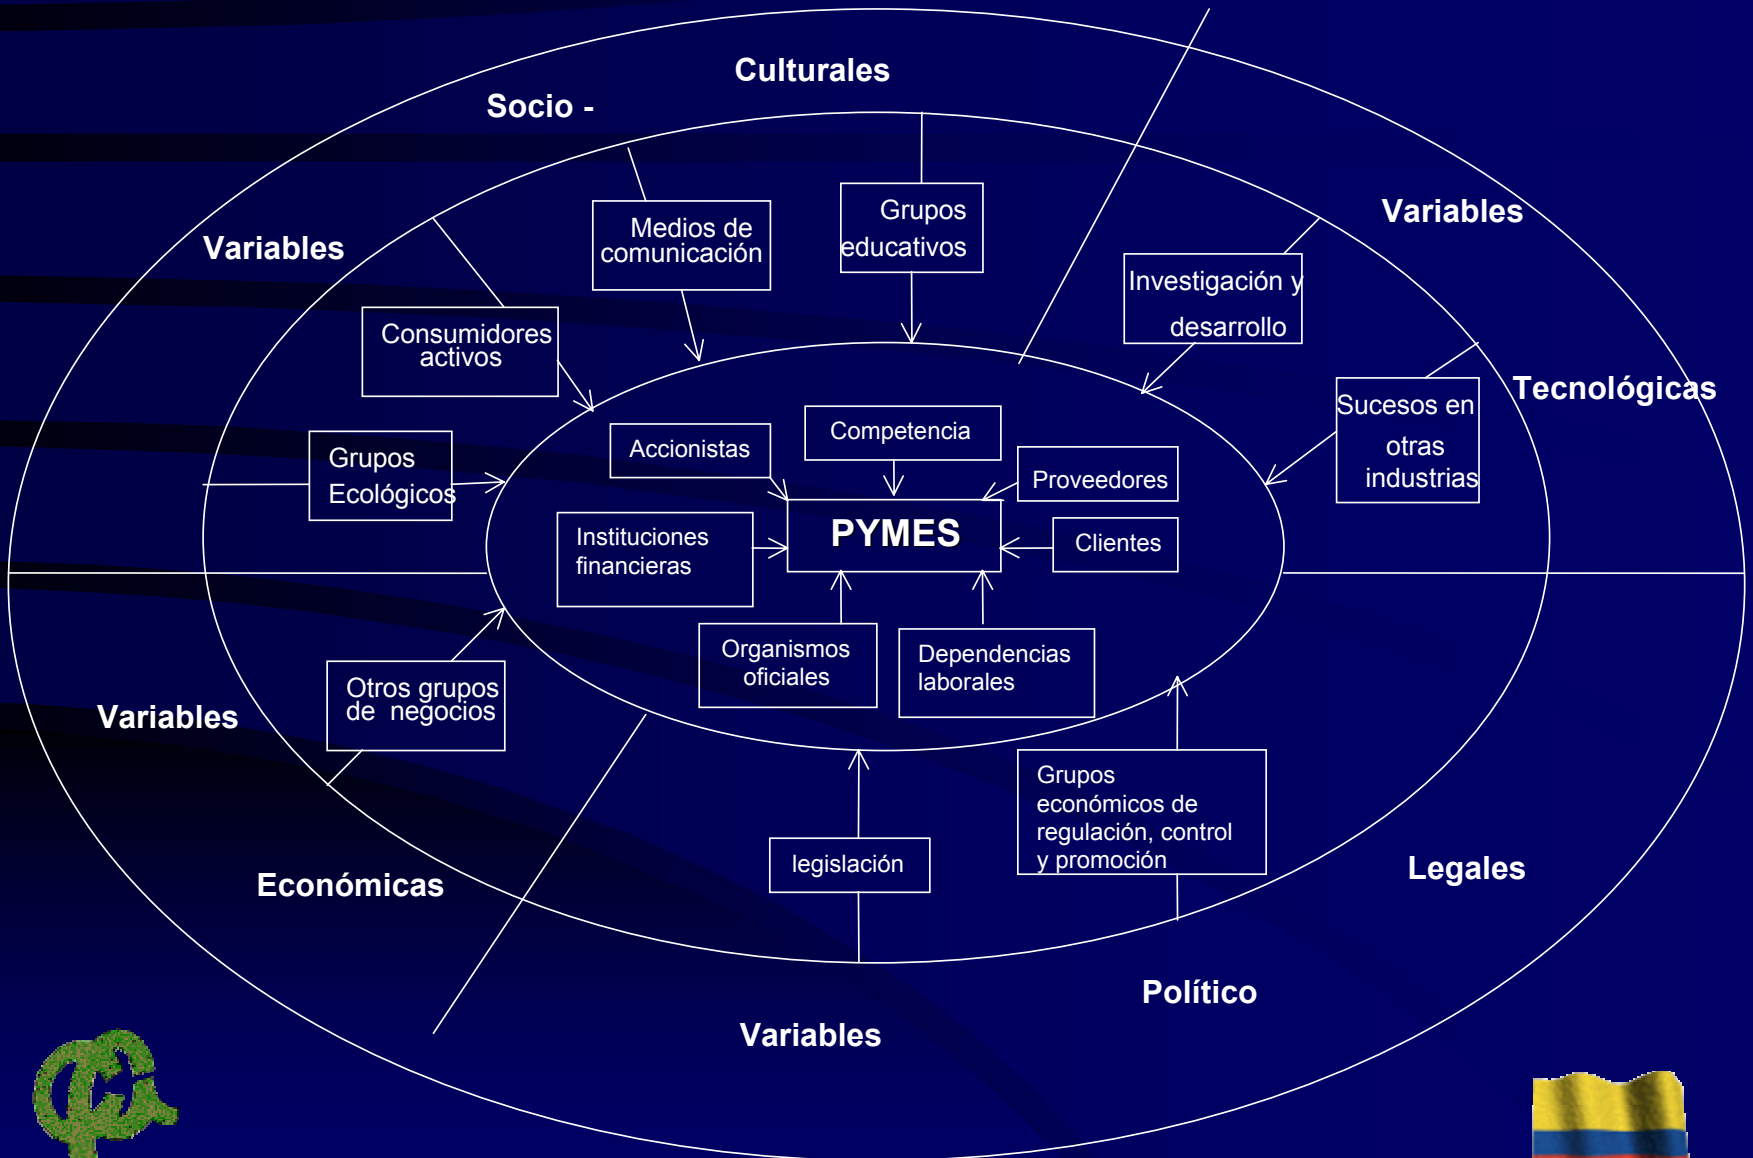 Culturales
Socio -
Variables
Variables
Tecnológicas
Medios de
comunicación
Grupos
educativos
Investigación y
desarrollo
Consumidores
activos
Sucesos en
otras
industrias
Grupos
Ecológicos
Accionistas
Competencia
Proveedores
PYMES
Instituciones
financieras
Clientes
Organismos
oficiales
Dependencias
laborales
Otros grupos
de negocios
Variables
Económicas
legislación
Grupos
económicos de
regulación, control
y promoción
Legales
Político
Variables